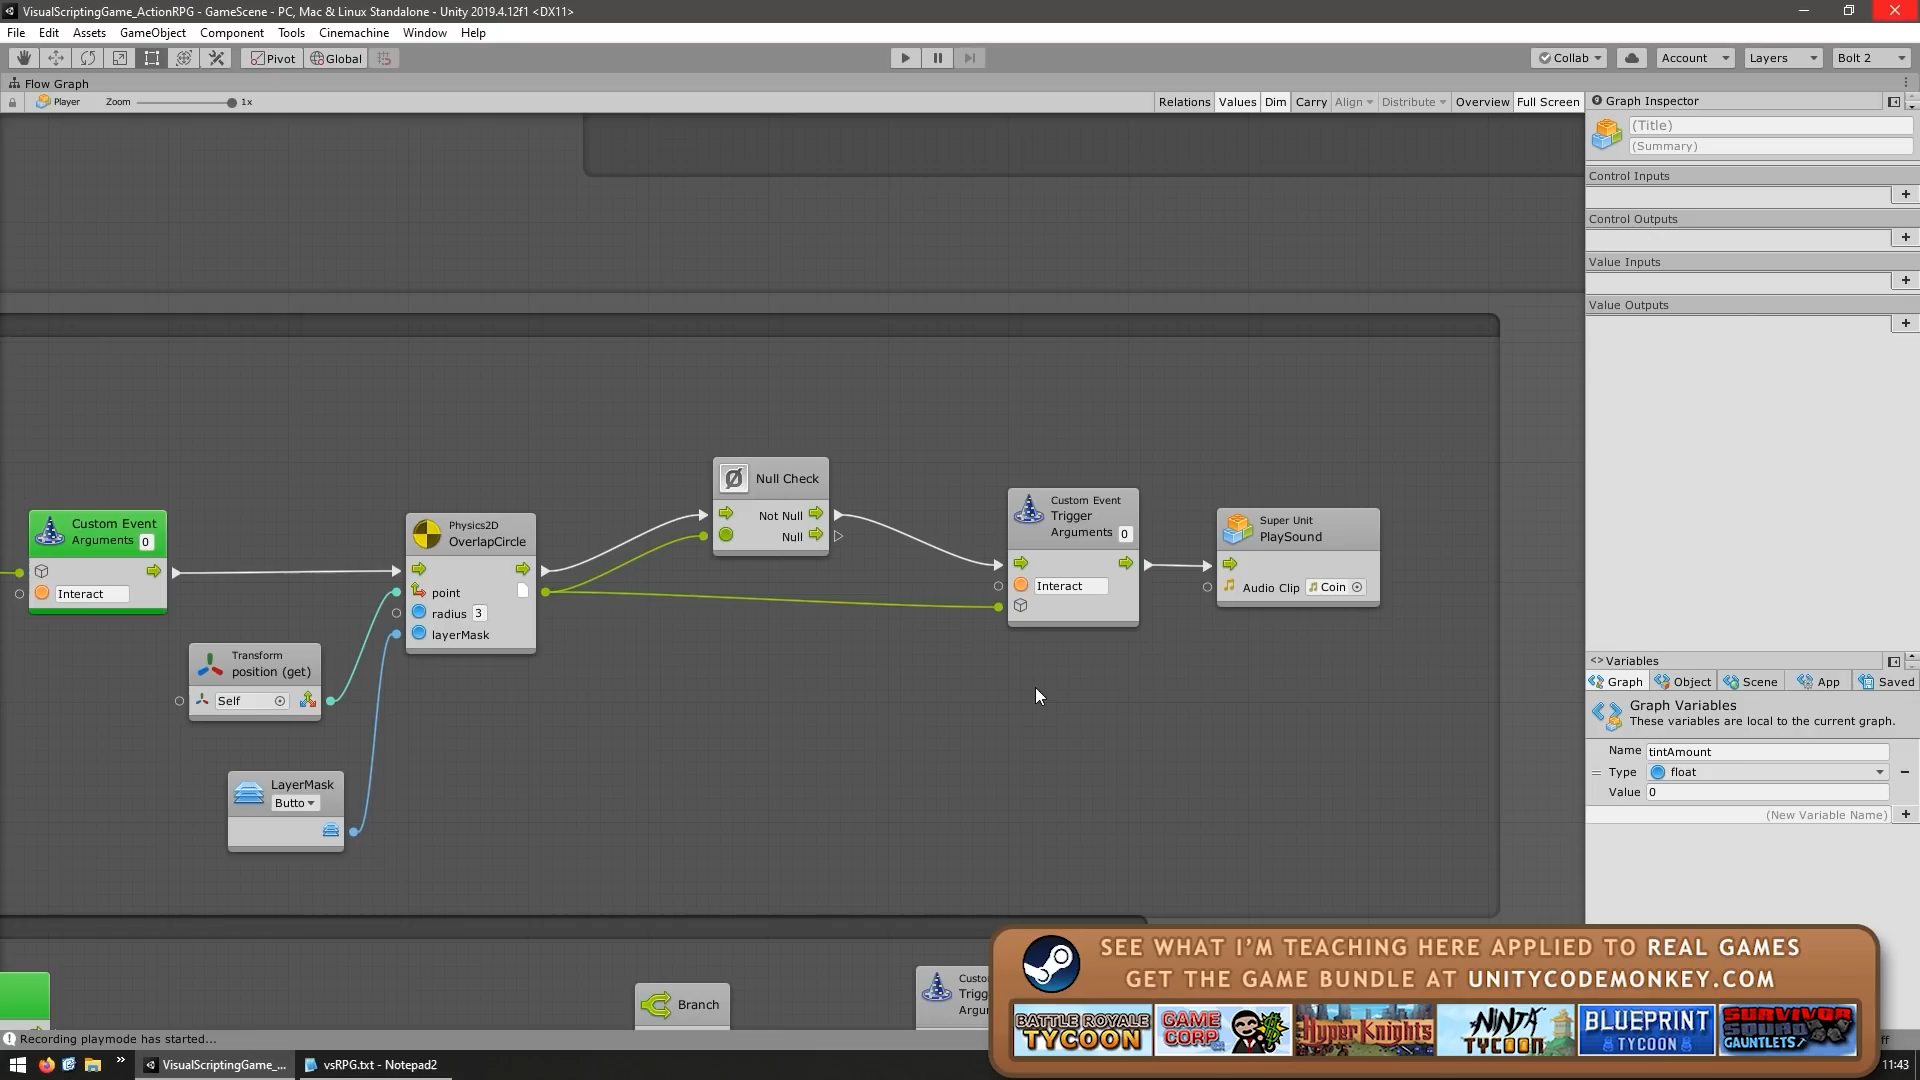 VisualScriptingGame_ActionRPG - GameScene - PC, Mac & Linux Standalone - Unity 2019.4.12f1 <DX11>
File Edit Assets GameObject Component Tools Cinemachine Window Help
Pivot Global Collab Account Layers Bolt 2
Flow Graph
Player Zoom 1x Relations Values Dim Carry Align Distribute Overview Full Screen
Graph Inspector
(Title)
(Summary)
Control Inputs
Control Outputs
Value Inputs
Value Outputs
Custom Event
Arguments 0
Interact
Physics2D
OverlapCircle
point
radius 3
layerMask
Transform
position (get)
Self
LayerMask
Butto
Null Check
Not Null
Null
Custom Event
Trigger
Arguments 0
Interact
Super Unit
PlaySound
Audio Clip Coin
Variables
Graph Object Scene App Saved
Graph Variables
These variables are local to the current graph.
Name tintAmount
Type float
Value 0
(New Variable Name)
Branch
Custo
Trigg
Argur
SEE WHAT I'M TEACHING HERE APPLIED TO REAL GAMES
GET THE GAME BUNDLE AT UNITYCODEMONKEY.COM
BATTLE ROYALE TYCOON
GAME CORP
HYPER KNIGHTS
NINJA TYCOON
BLUEPRINT TYCOON
SURVIVOR SQUAD GAUNTLETS
Recording playmode has started...
VisualScriptingGame_... vsRPG.txt - Notepad2 11:43